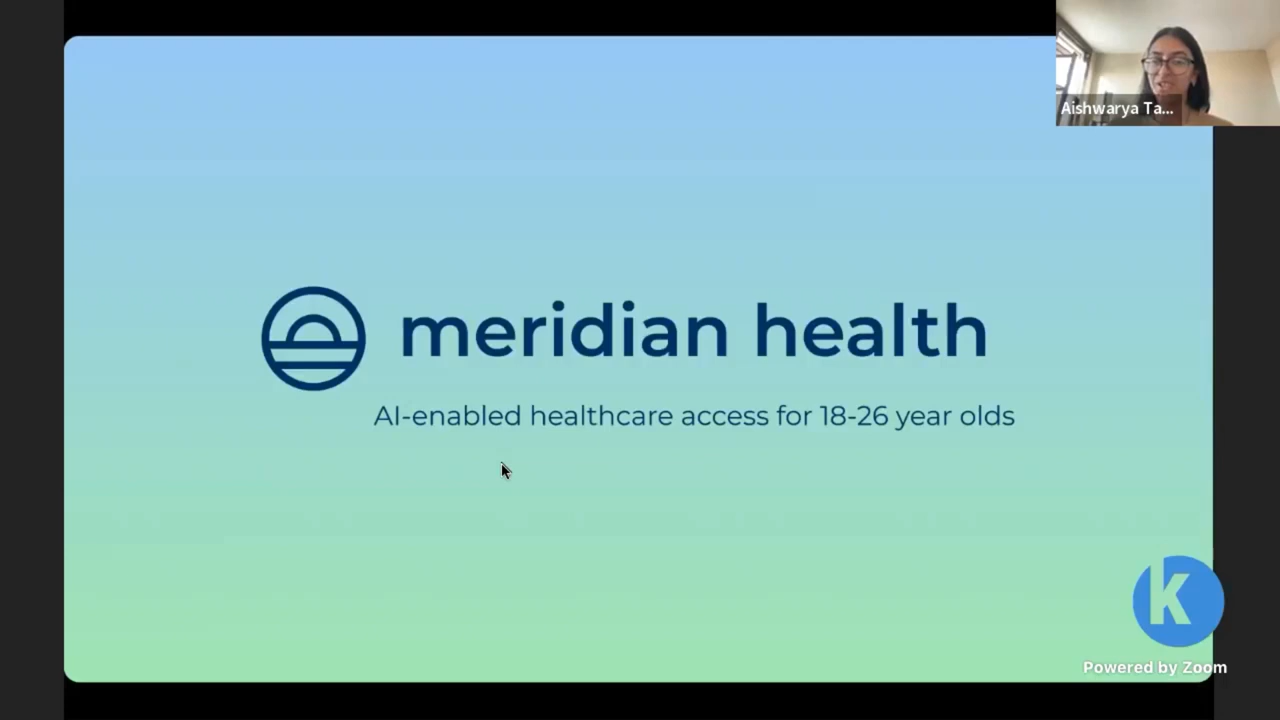 Aishwarya Ta...
meridian health
AI-enabled healthcare access for 18-26 year olds
K
Powered by Zoom